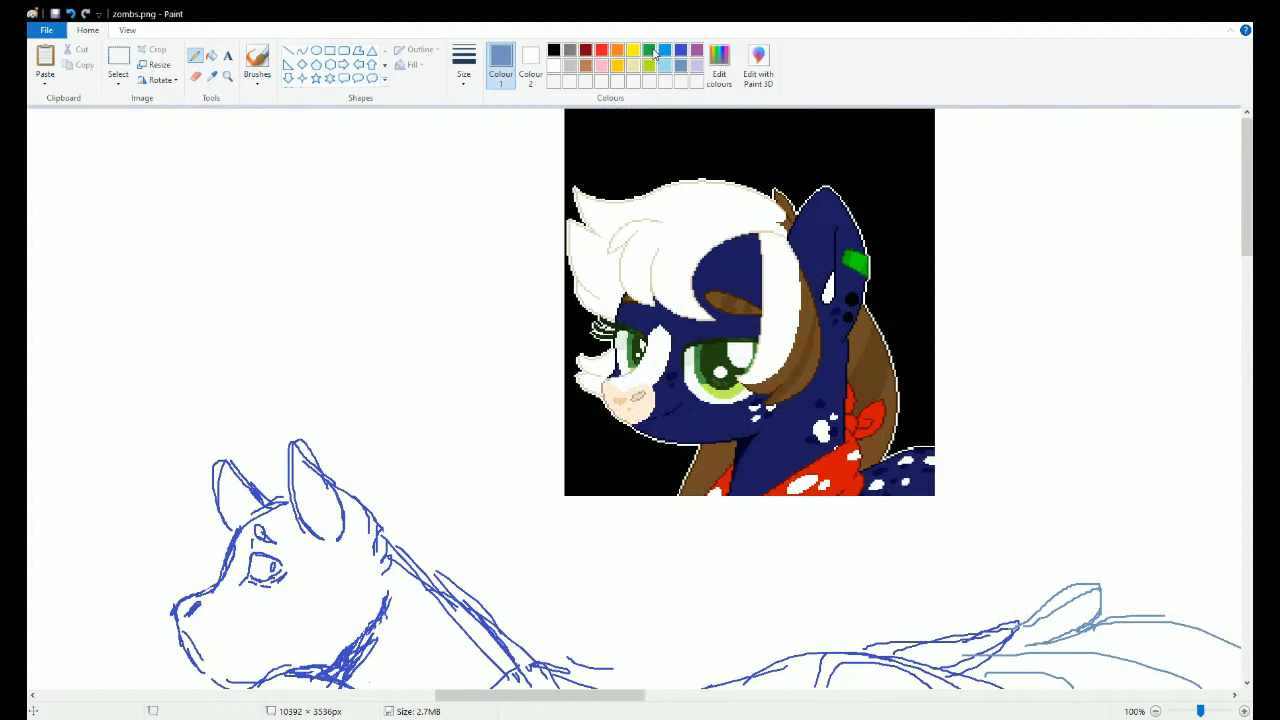 zombs.png - Paint
File Home View
Paste Cut Copy Clipboard
Select Crop Resize Rotate Image
Tools
Brushes
Outline Fill Shapes
Size
Colour 1 Colour 2 Edit colours Edit with Paint 3D Colours
10392 × 3536px Size: 2.7MB 100%